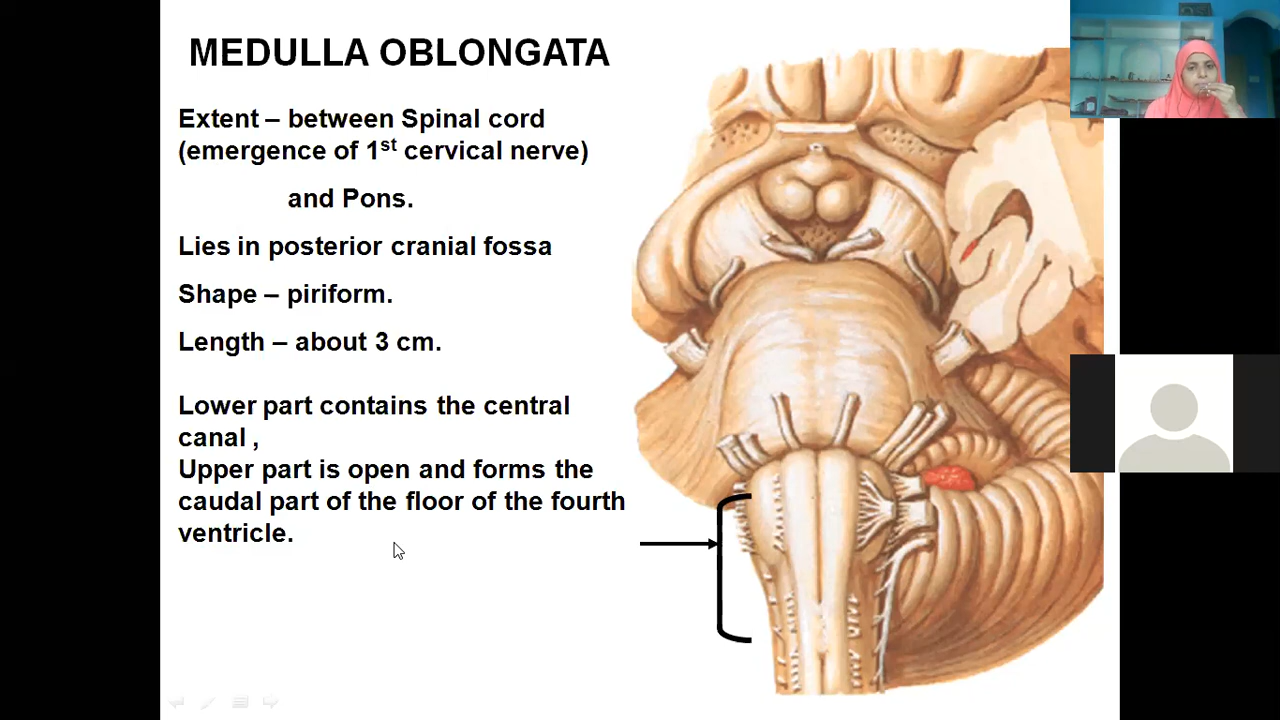 MEDULLA OBLONGATA
Extent – between Spinal cord
(emergence of 1st cervical nerve)
and Pons.
Lies in posterior cranial fossa
Shape – piriform.
Length – about 3 cm.
Lower part contains the central
canal ,
Upper part is open and forms the
caudal part of the floor of the fourth
ventricle.